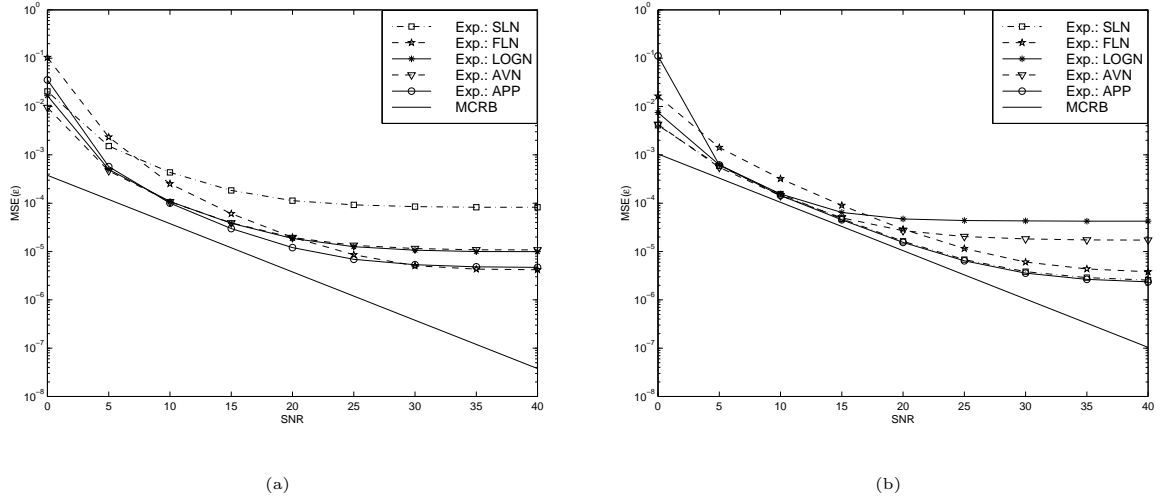 Exp.: SLN
Exp.: FLN
Exp.: LOGN
Exp.: AVN
Exp.: APP
MCRB
10⁰
10⁻¹
10⁻²
10⁻³
10⁻⁴
10⁻⁵
10⁻⁶
10⁻⁷
10⁻⁸
MSE(ε)
0 5 10 15 20 25 30 35 40
SNR
(a)
Exp.: SLN
Exp.: FLN
Exp.: LOGN
Exp.: AVN
Exp.: APP
MCRB
10⁰
10⁻¹
10⁻²
10⁻³
10⁻⁴
10⁻⁵
10⁻⁶
10⁻⁷
10⁻⁸
MSE(ε)
0 5 10 15 20 25 30 35 40
SNR
(b)